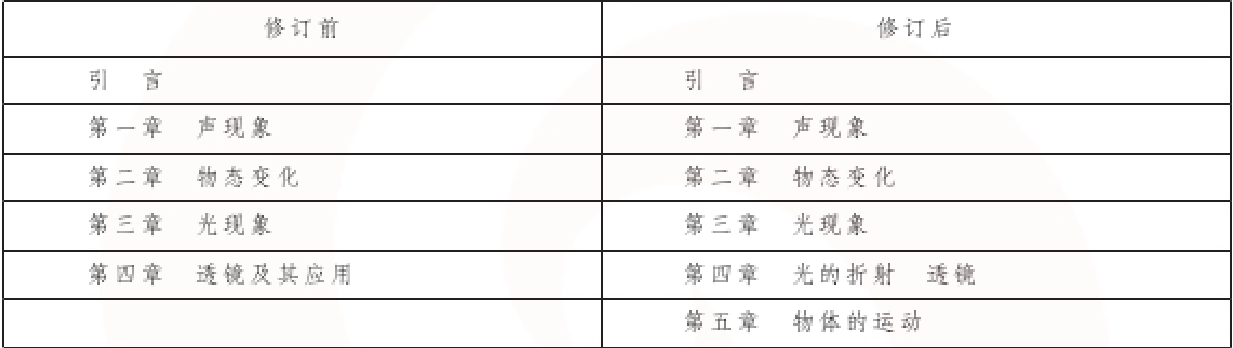 修订前 修订后
引 言 引 言
第一章 声现象 第一章 声现象
第二章 物态变化 第二章 物态变化
第三章 光现象 第三章 光现象
第四章 透镜及其应用 第四章 光的折射 透镜
第五章 物体的运动